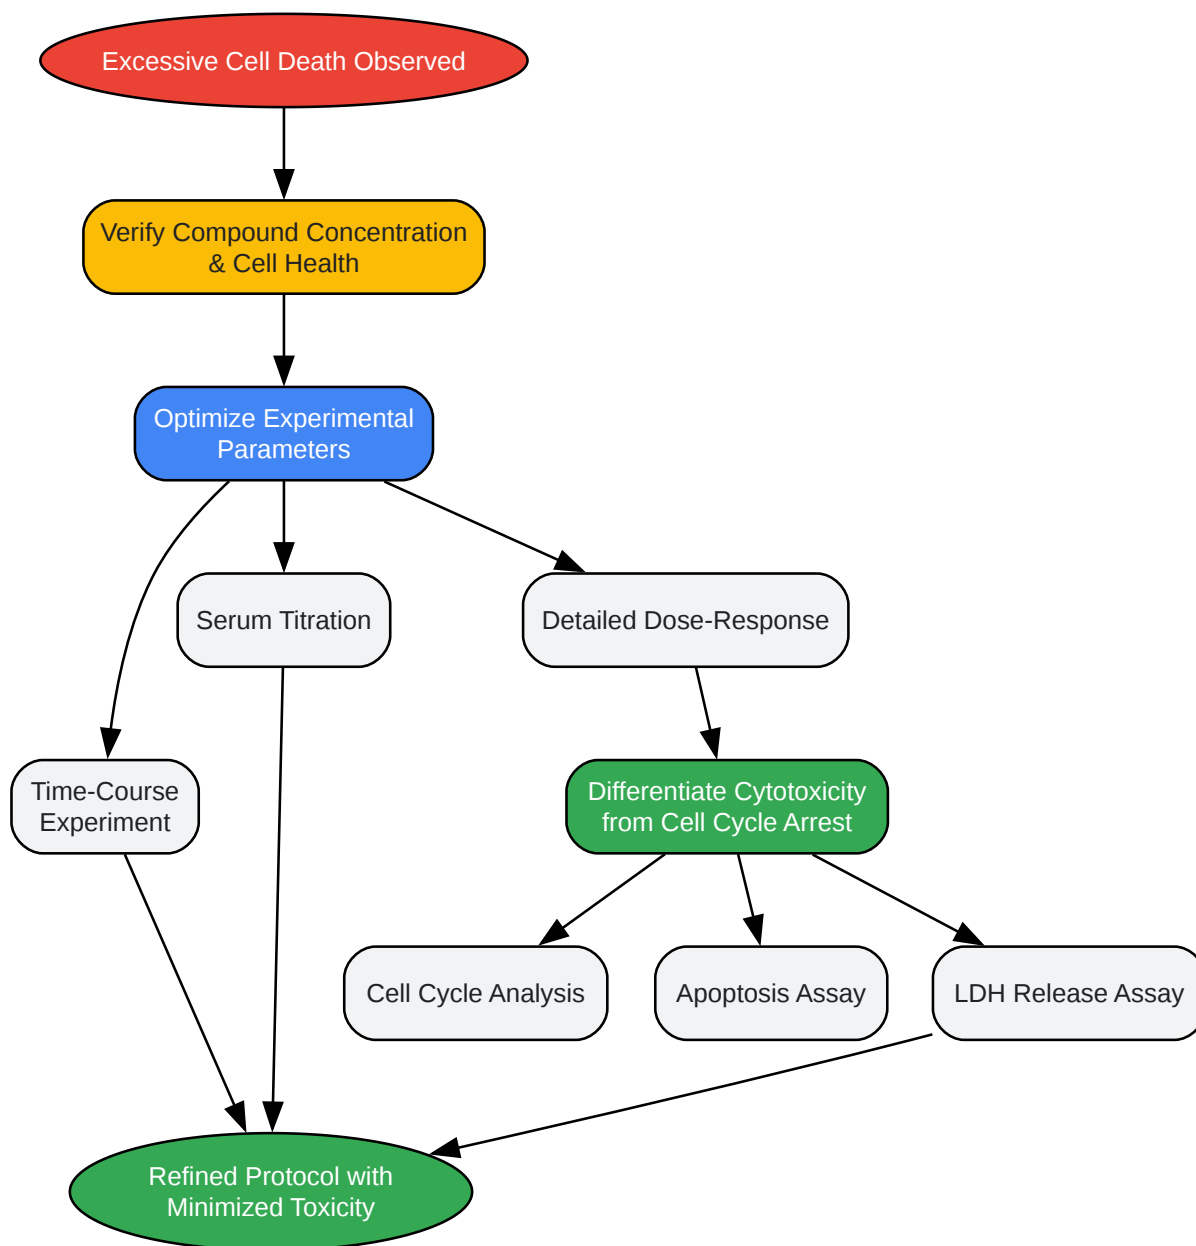 Excessive Cell Death Observed
Verify Compound Concentration
& Cell Health
Optimize Experimental
Parameters
Serum Titration
Detailed Dose-Response
Time-Course
Experiment
Differentiate Cytotoxicity
from Cell Cycle Arrest
Cell Cycle Analysis
Apoptosis Assay
LDH Release Assay
Refined Protocol with
Minimized Toxicity